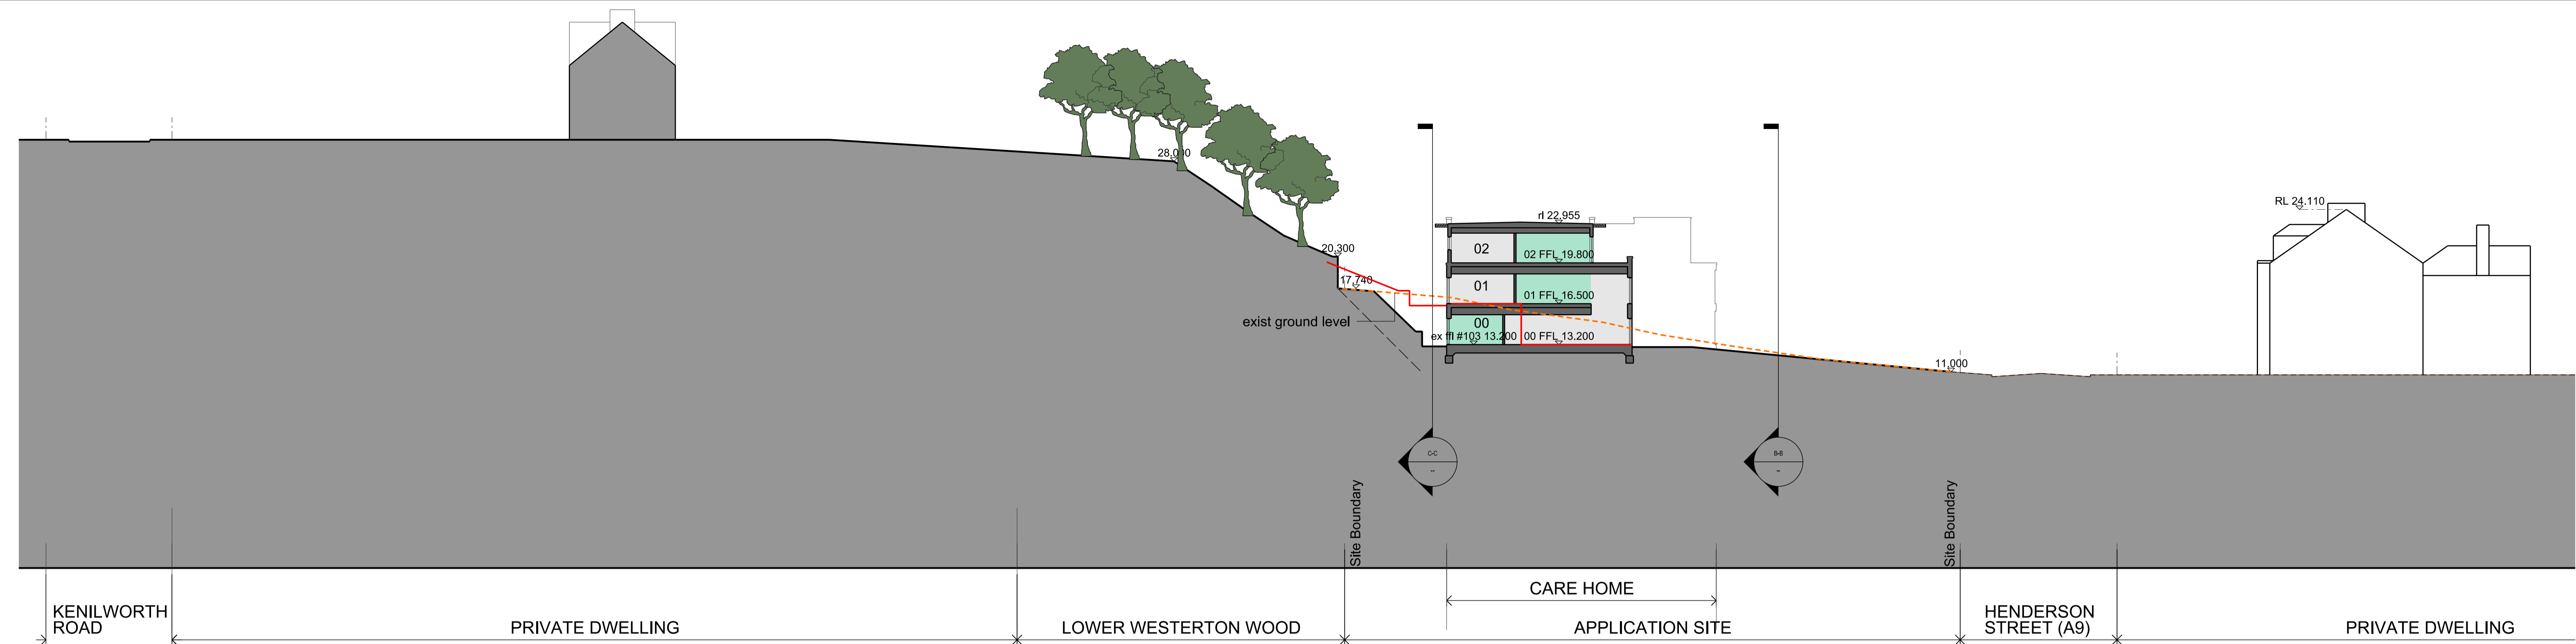 28.000
rl 22.955
RL 24.110
20.300
02
02 FFL 19.800
17.740
01
01 FFL 16.500
exist ground level
00
ex ffl #103 13.200
00 FFL 13.200
11.000
C-C
--
B-B
--
Site Boundary
Site Boundary
CARE HOME
KENILWORTH
ROAD
PRIVATE DWELLING
LOWER WESTERTON WOOD
APPLICATION SITE
HENDERSON
STREET (A9)
PRIVATE DWELLING